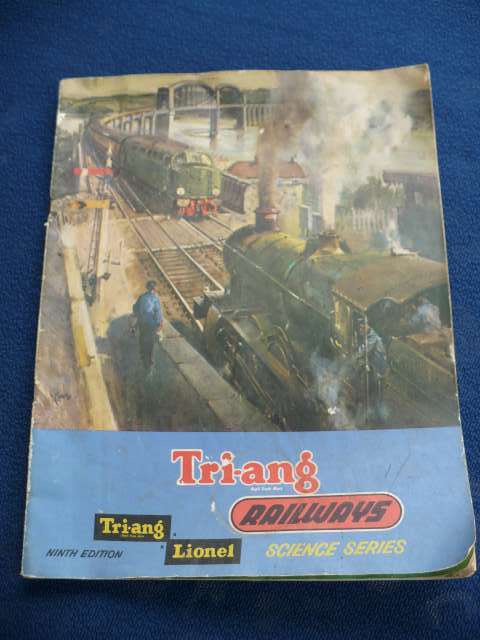 Tri-ang
RAILWAYS
Tri-ang
NINTH EDITION
Lionel
SCIENCE SERIES